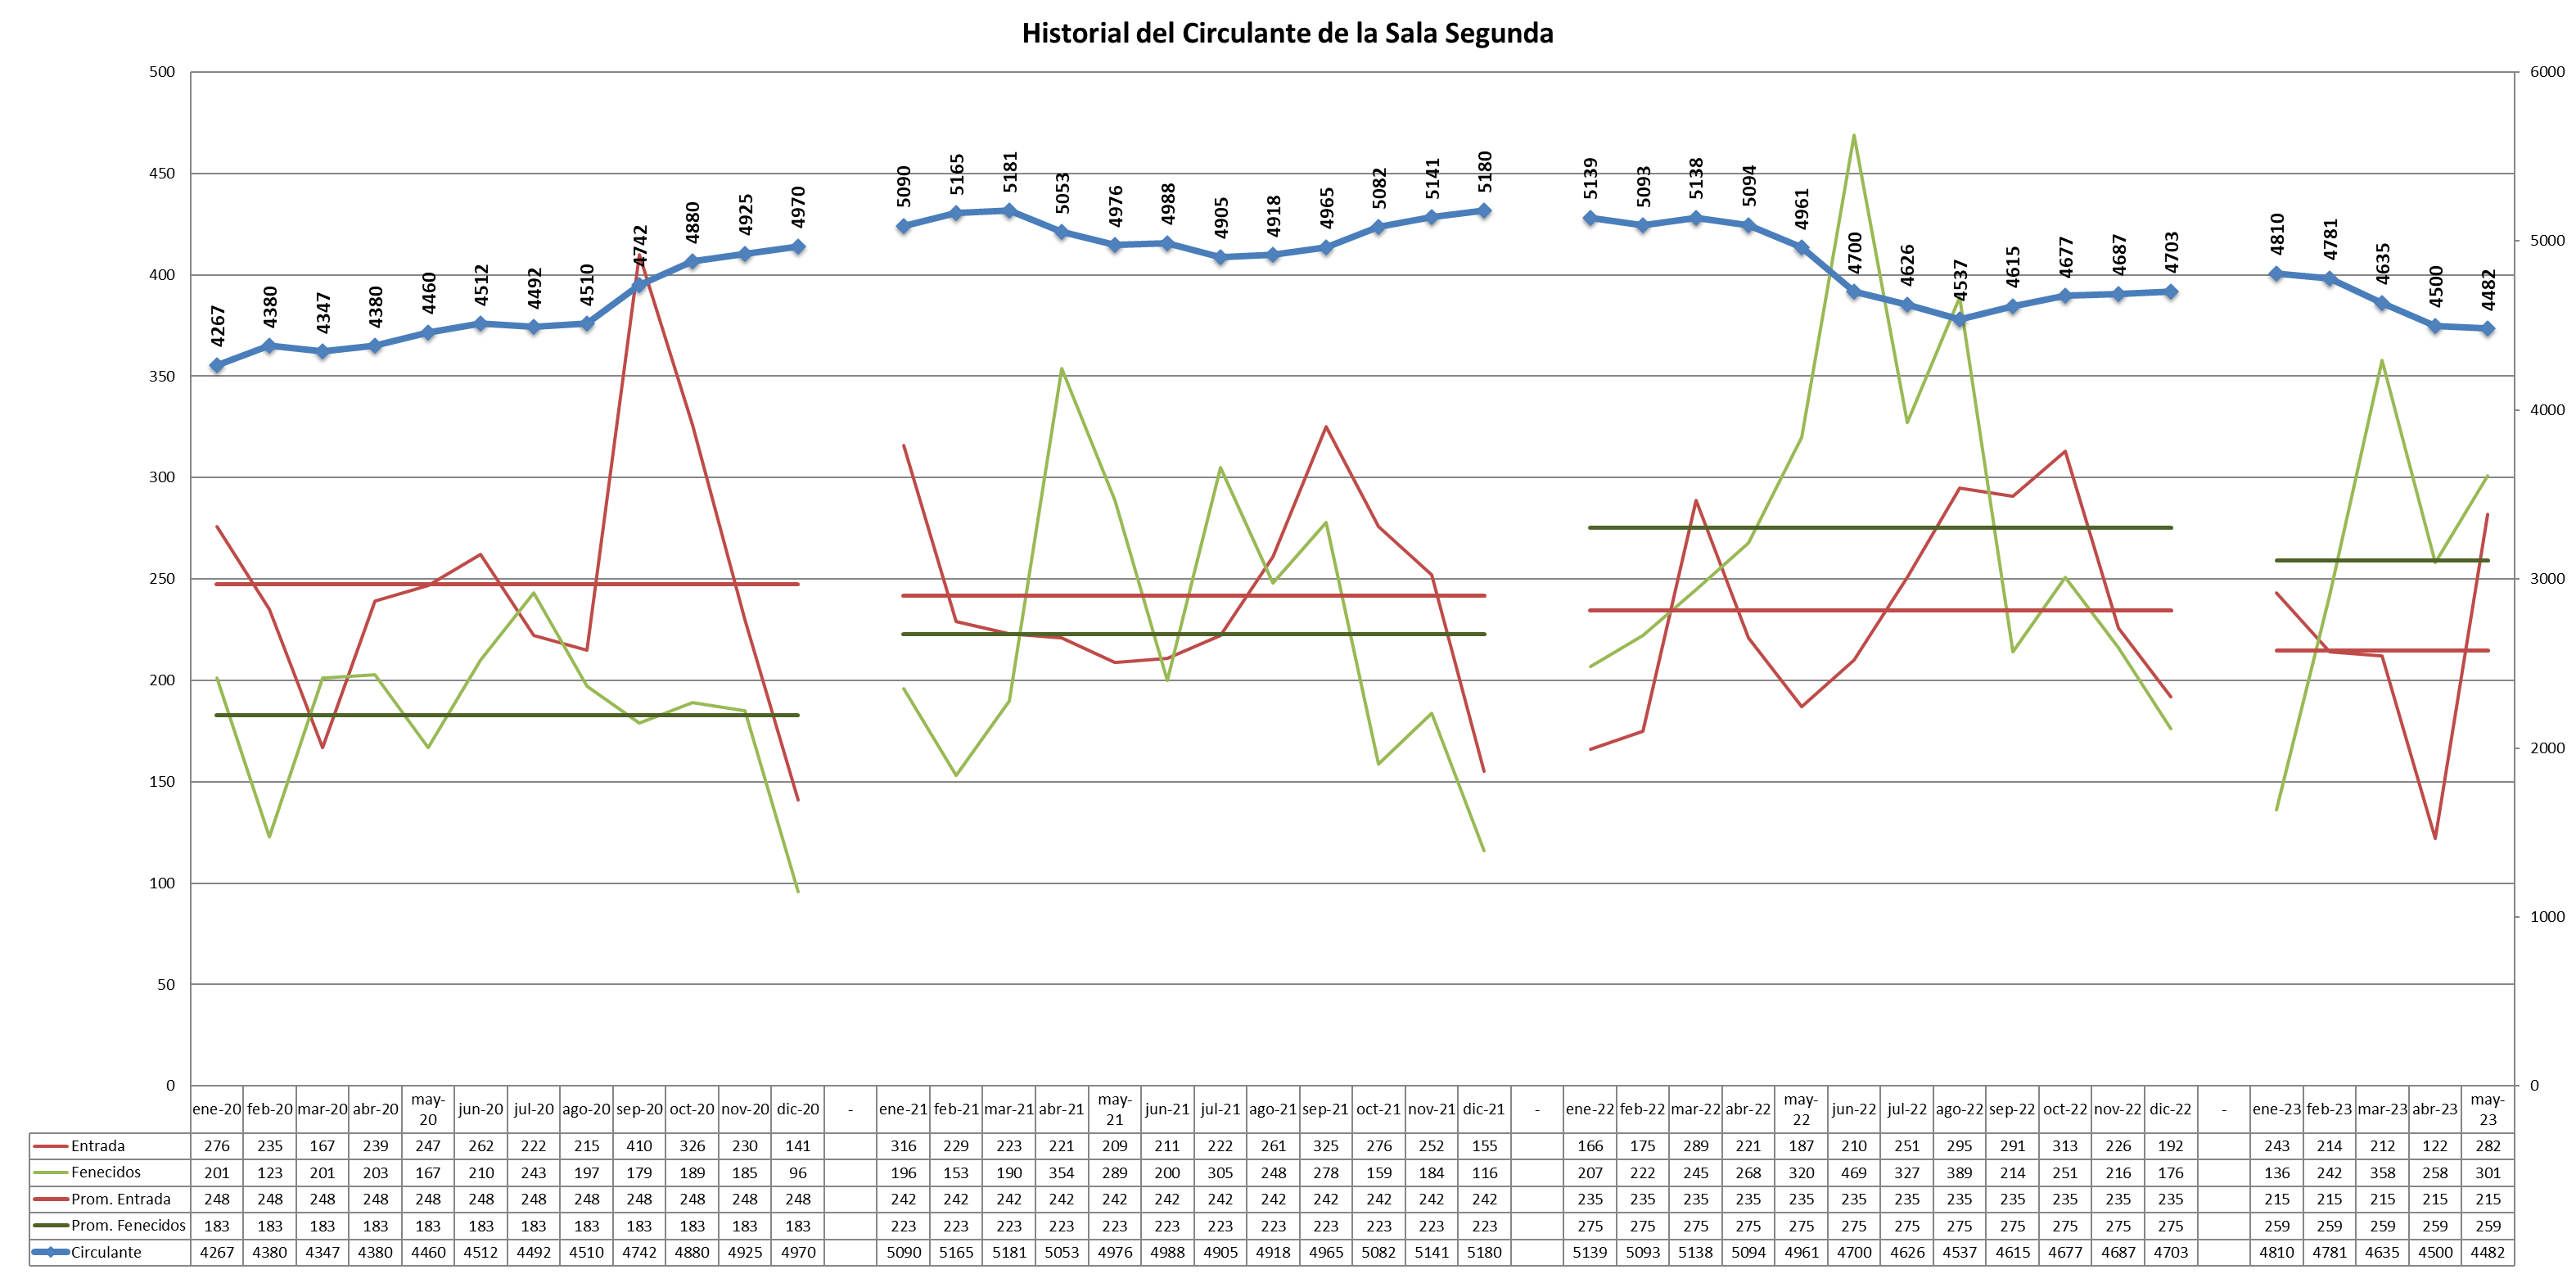 Historial del Circulante de la Sala Segunda
500
450
400
350
300
250
200
150
100
50
0
6000
5000
4000
3000
2000
1000
0
4267 4380 4347 4380 4460 4512 4492 4510 4742 4880 4925 4970 5090 5165 5181 5053 4976 4988 4905 4918 4965 5082 5141 5180 5139 5093 5138 5094 4961 4700 4626 4537 4615 4677 4687 4703 4810 4781 4635 4500 4482
ene-20 feb-20 mar-20 abr-20 may-20 jun-20 jul-20 ago-20 sep-20 oct-20 nov-20 dic-20 - ene-21 feb-21 mar-21 abr-21 may-21 jun-21 jul-21 ago-21 sep-21 oct-21 nov-21 dic-21 - ene-22 feb-22 mar-22 abr-22 may-22 jun-22 jul-22 ago-22 sep-22 oct-22 nov-22 dic-22 - ene-23 feb-23 mar-23 abr-23 may-23
Entrada 276 235 167 239 247 262 222 215 410 326 230 141 316 229 223 221 209 211 222 261 325 276 252 155 166 175 289 221 187 210 251 295 291 313 226 192 243 214 212 122 282
Fenecidos 201 123 201 203 167 210 243 197 179 189 185 96 196 153 190 354 289 200 305 248 278 159 184 116 207 222 245 268 320 469 327 389 214 251 216 176 136 242 358 258 301
Prom. Entrada 248 248 248 248 248 248 248 248 248 248 248 248 242 242 242 242 242 242 242 242 242 242 242 242 235 235 235 235 235 235 235 235 235 235 235 235 215 215 215 215 215
Prom. Fenecidos 183 183 183 183 183 183 183 183 183 183 183 183 223 223 223 223 223 223 223 223 223 223 223 223 275 275 275 275 275 275 275 275 275 275 275 275 259 259 259 259 259
Circulante 4267 4380 4347 4380 4460 4512 4492 4510 4742 4880 4925 4970 5090 5165 5181 5053 4976 4988 4905 4918 4965 5082 5141 5180 5139 5093 5138 5094 4961 4700 4626 4537 4615 4677 4687 4703 4810 4781 4635 4500 4482